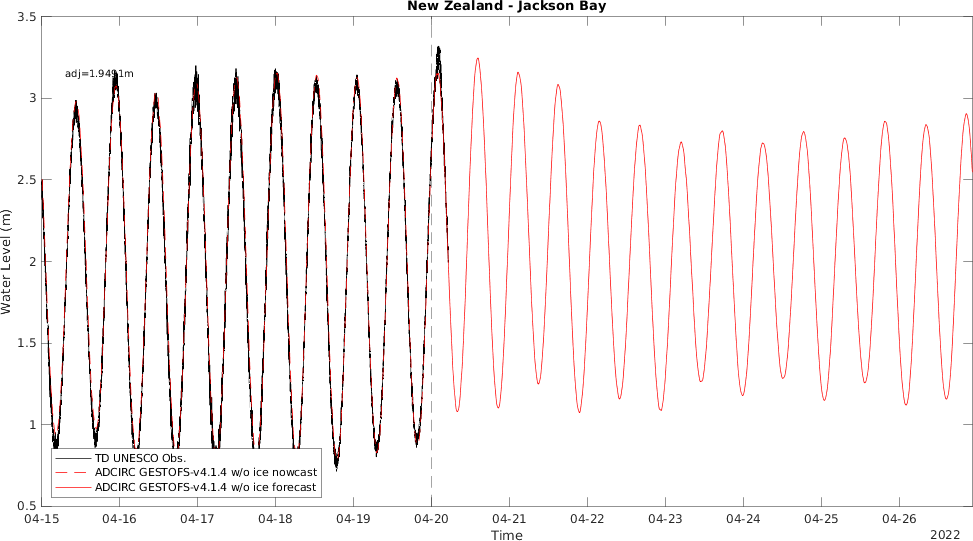 New Zealand - Jackson Bay
3.5
3
2.5
2
1.5
1
0.5
Water Level (m)
adj=1.9491m
TD UNESCO Obs.
ADCIRC GESTOFS-v4.1.4 w/o ice nowcast
ADCIRC GESTOFS-v4.1.4 w/o ice forecast
04-15 04-16 04-17 04-18 04-19 04-20 04-21 04-22 04-23 04-24 04-25 04-26
Time
2022